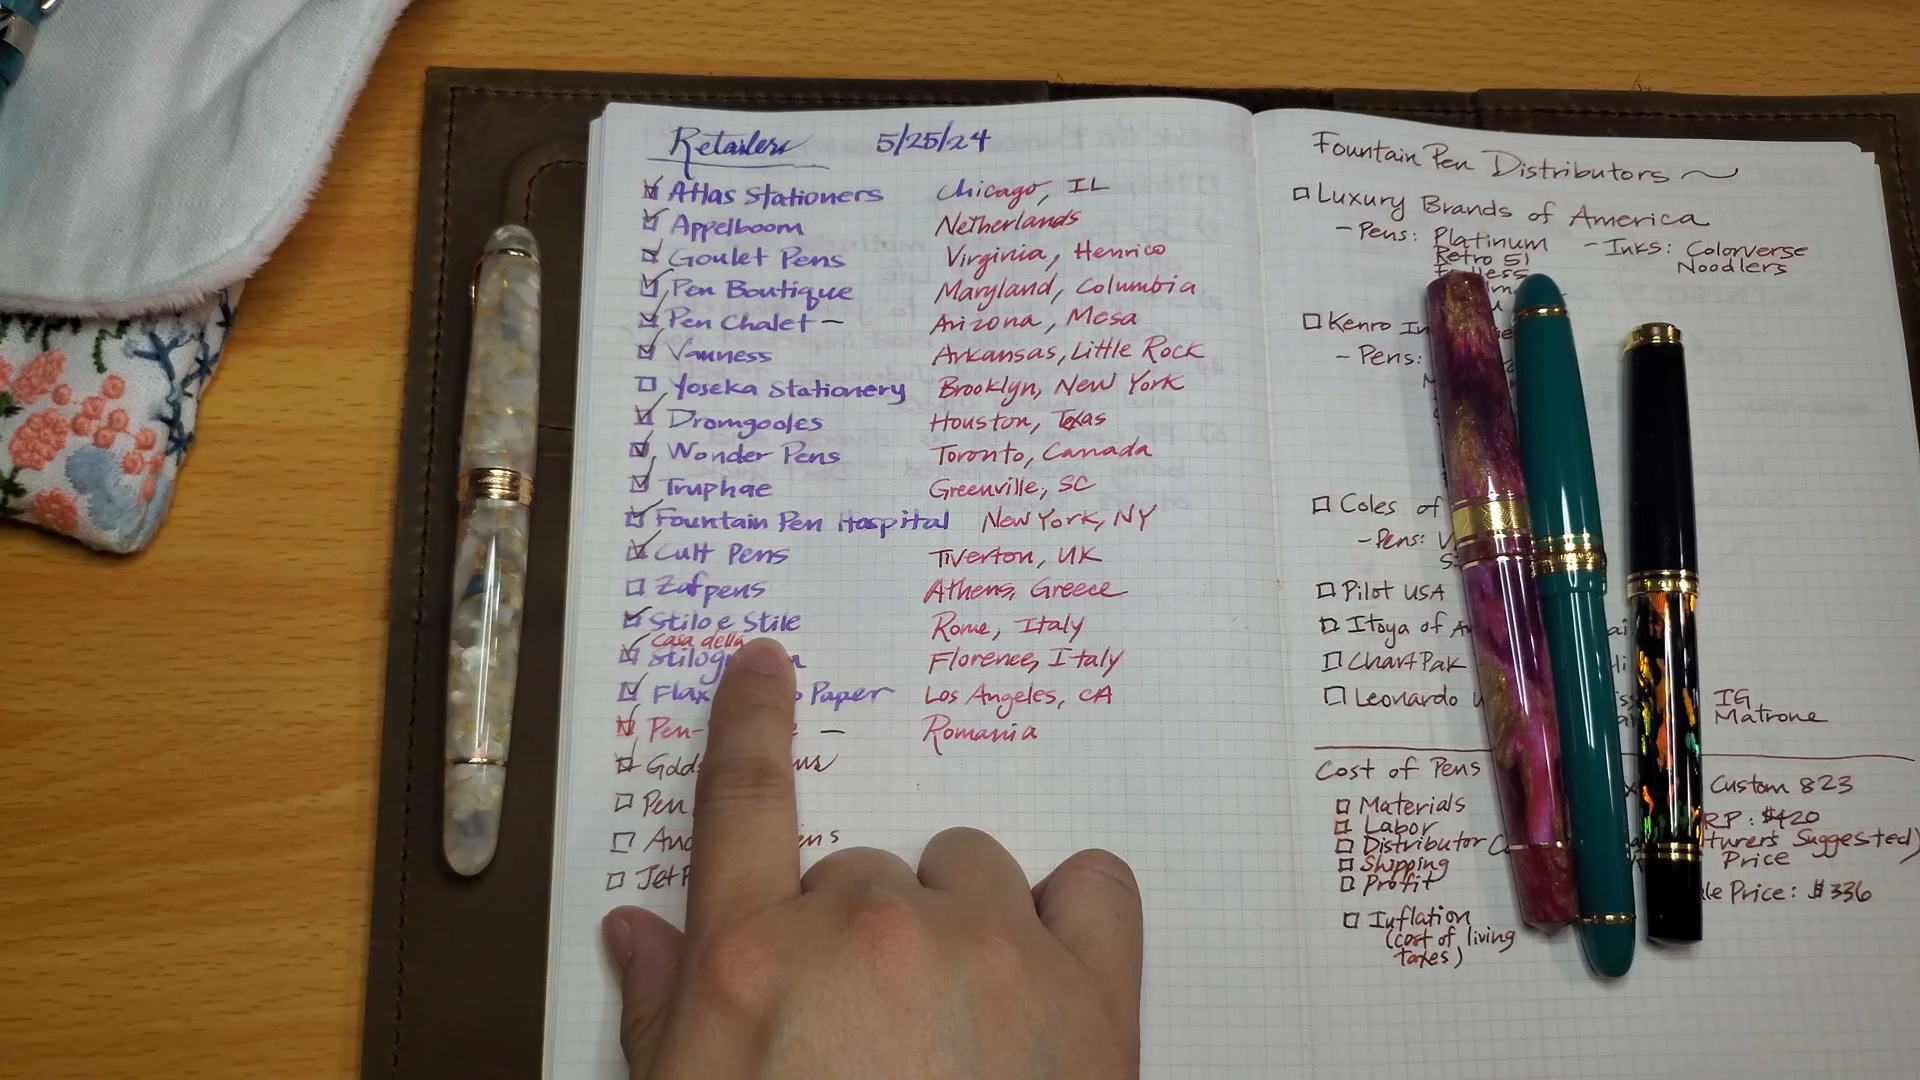 Retailers 5/25/24
Atlas Stationers Chicago, IL
Appelboom Netherlands
Goulet Pens Virginia, Henrico
Pen Boutique Maryland, Columbia
Pen Chalet — Arizona, Mesa
Vanness Arkansas, Little Rock
Yoseka Stationery Brooklyn, New York
Dromgooles Houston, Texas
Wonder Pens Toronto, Canada
Truphae Greenville, SC
Fountain Pen Hospital New York, NY
Cult Pens Tiverton, UK
Zafpens Athens, Greece
Stilo e Stile Rome, Italy
Casa della
Florence, Italy
Flax Paper Los Angeles, CA
Pen- — Romania
Pen
Fountain Pen Distributors
Luxury Brands of America
- Pens: Platinum - Inks: Colorverse
Retro 51 Noodlers
Kenro
- Pens:
Coles of
- Pens:
Pilot USA
Itoya of
ChartPak
Leonardo IG
Matrone
Cost of Pens Custom 823
Materials
Labor $420
Distributor Suggested)
Shipping Price
Profit Price: $336
Inflation
(cost of living
taxes)